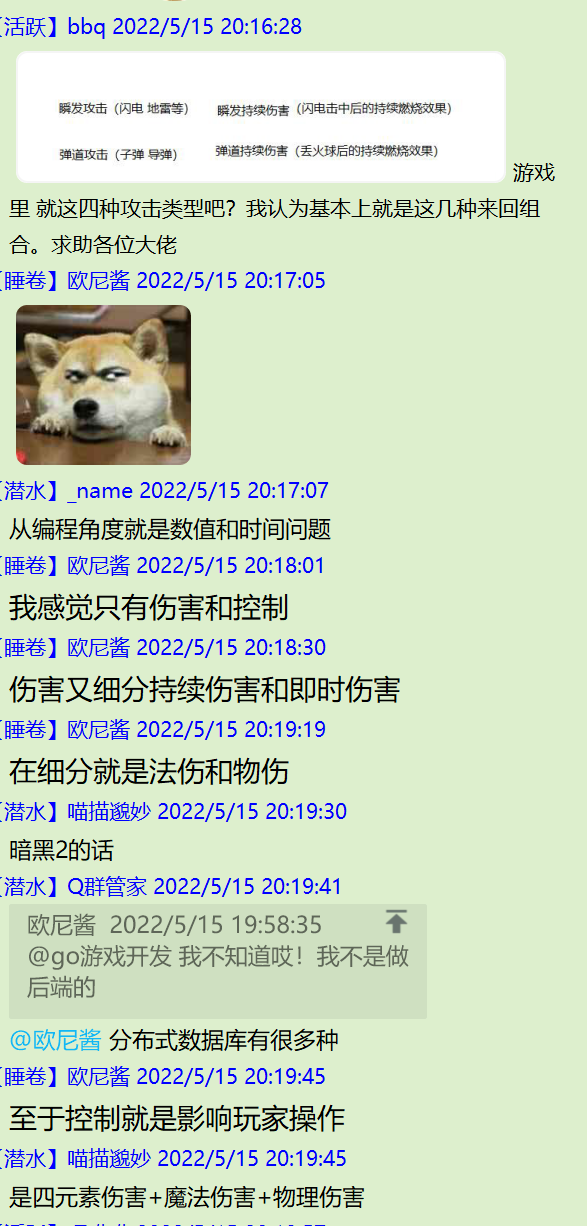 【活跃】bbq 2022/5/15 20:16:28
瞬发攻击（闪电 地雷等） 瞬发持续伤害（闪电击中后的持续燃烧效果）
弹道攻击（子弹 导弹） 弹道持续伤害（丢火球后的持续燃烧效果）
游戏
里 就这四种攻击类型吧？我认为基本上就是这几种来回组
合。求助各位大佬
【睡卷】欧尼酱 2022/5/15 20:17:05
【潜水】_name 2022/5/15 20:17:07
从编程角度就是数值和时间问题
【睡卷】欧尼酱 2022/5/15 20:18:01
我感觉只有伤害和控制
【睡卷】欧尼酱 2022/5/15 20:18:30
伤害又细分持续伤害和即时伤害
【睡卷】欧尼酱 2022/5/15 20:19:19
在细分就是法伤和物伤
【潜水】喵描邈妙 2022/5/15 20:19:30
暗黑2的话
【潜水】Q群管家 2022/5/15 20:19:41
欧尼酱 2022/5/15 19:58:35
@go游戏开发 我不知道哎！我不是做
后端的
@欧尼酱 分布式数据库有很多种
【睡卷】欧尼酱 2022/5/15 20:19:45
至于控制就是影响玩家操作
【潜水】喵描邈妙 2022/5/15 20:19:45
是四元素伤害+魔法伤害+物理伤害